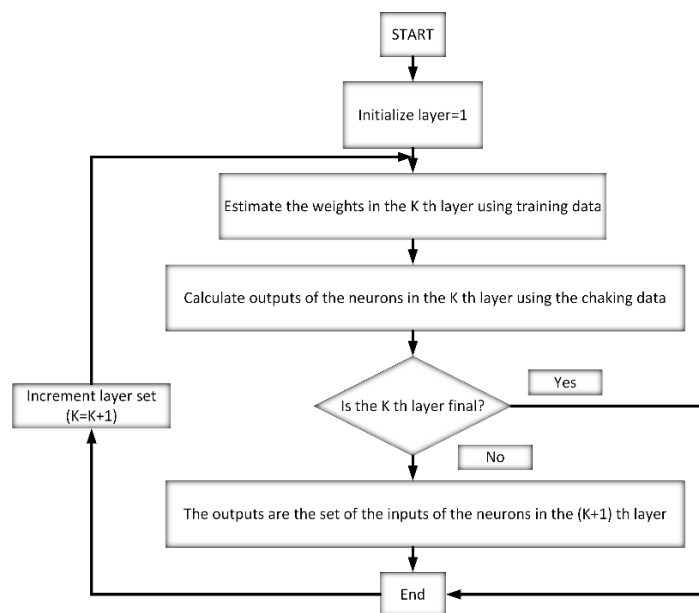 START
Initialize layer=1
Estimate the weights in the K th layer using training data
Calculate outputs of the neurons in the K th layer using the chaking data
Is the K th layer final?
Yes
No
Increment layer set
(K=K+1)
The outputs are the set of the inputs of the neurons in the (K+1) th layer
End